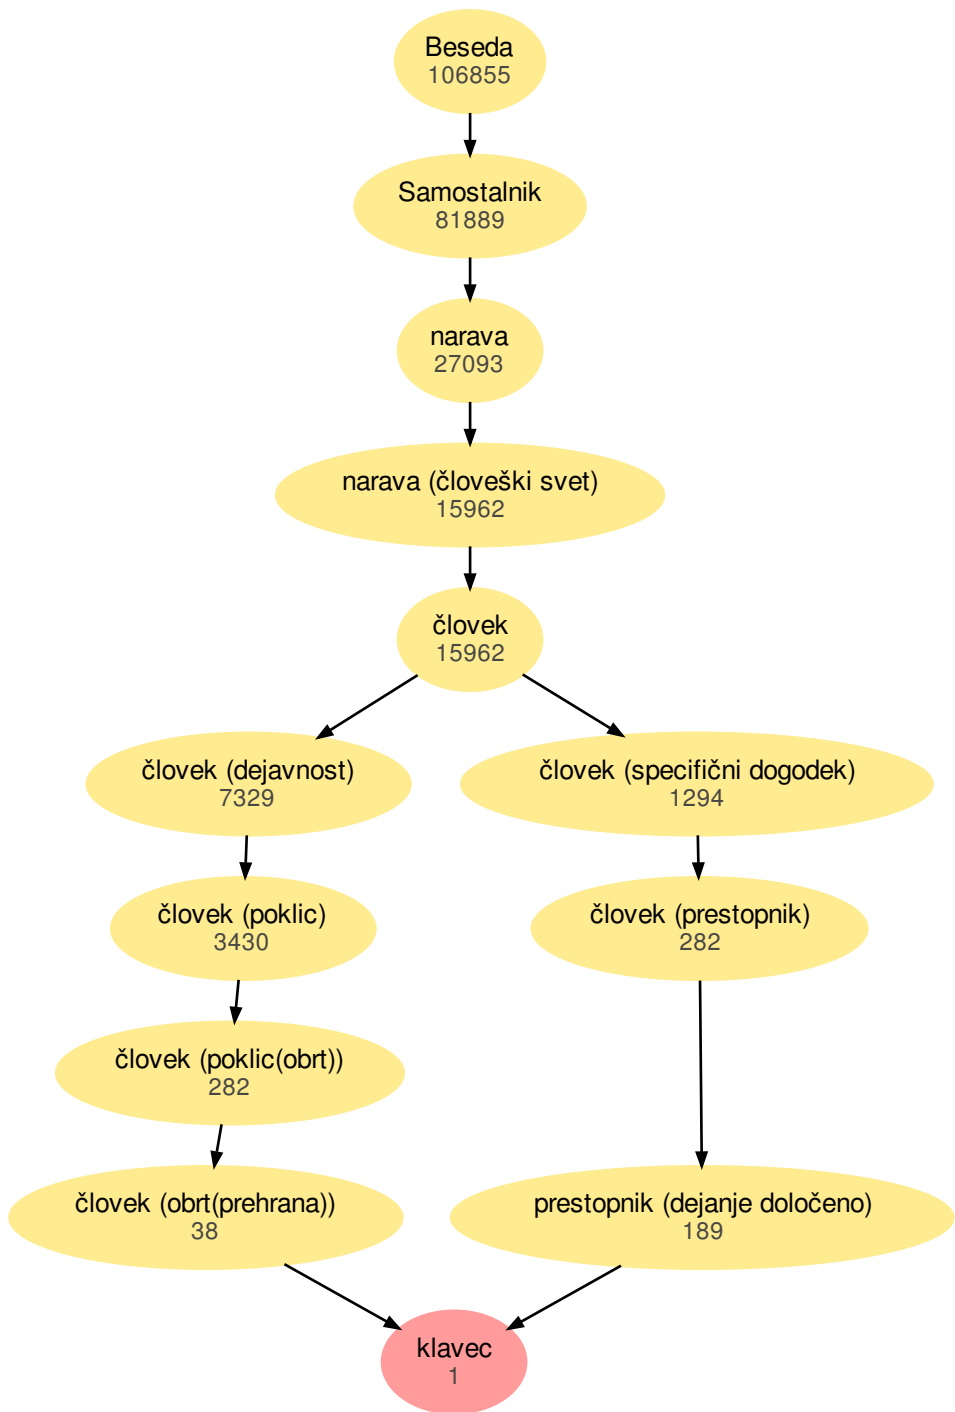 Beseda
106855
Samostalnik
81889
narava
27093
narava (človeški svet)
15962
človek
15962
človek (dejavnost)
7329
človek (specifični dogodek)
1294
človek (poklic)
3430
človek (prestopnik)
282
človek (poklic(obrt))
282
človek (obrt(prehrana))
38
prestopnik (dejanje določeno)
189
klavec
1